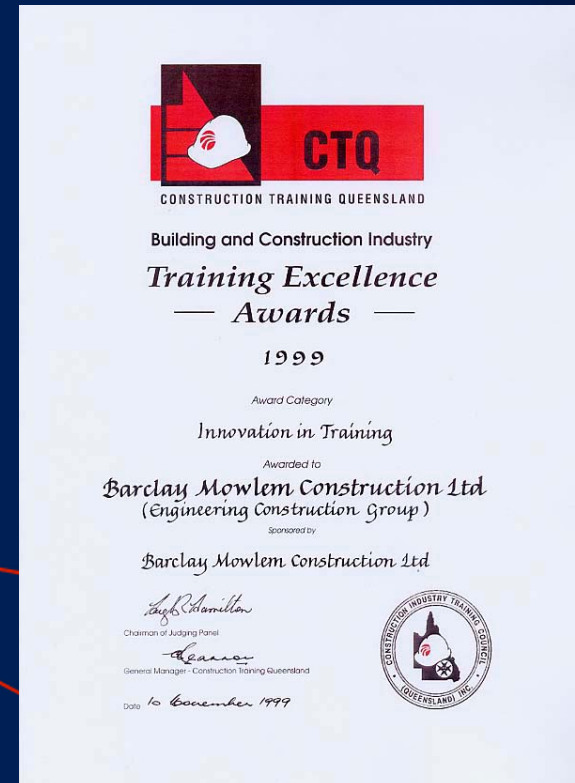 CTQ
CONSTRUCTION TRAINING QUEENSLAND
Building and Construction Industry
Training Excellence
— Awards —
1999
Award Category
Innovation in Training
Awarded to
Barclay Mowlem Construction Ltd
(Engineering Construction Group)
Sponsored by
Barclay Mowlem Construction Ltd
Chairman of Judging Panel
General Manager - Construction Training Queensland
Date 10 November 1999
CONSTRUCTION INDUSTRY TRAINING COUNCIL
(QUEENSLAND) INC